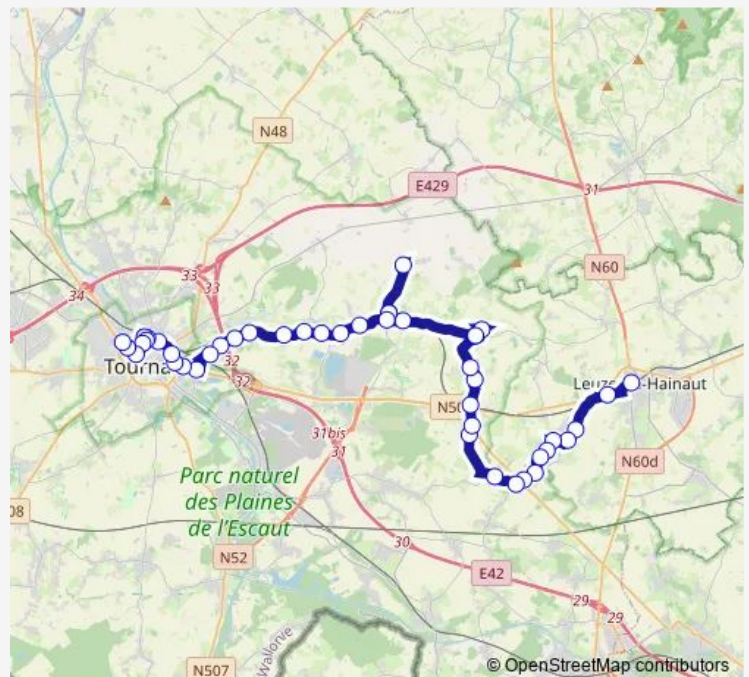 N48
E429
31
N60
33
33
34
Tourna
32
32
Leuze
-Hainaut
N50
31bis
31
N60d
Parc naturel
des Plaines
de l'Escaut
08
30
N52
E42
29
29
Wallonie
N507
© OpenStreetMap contributors